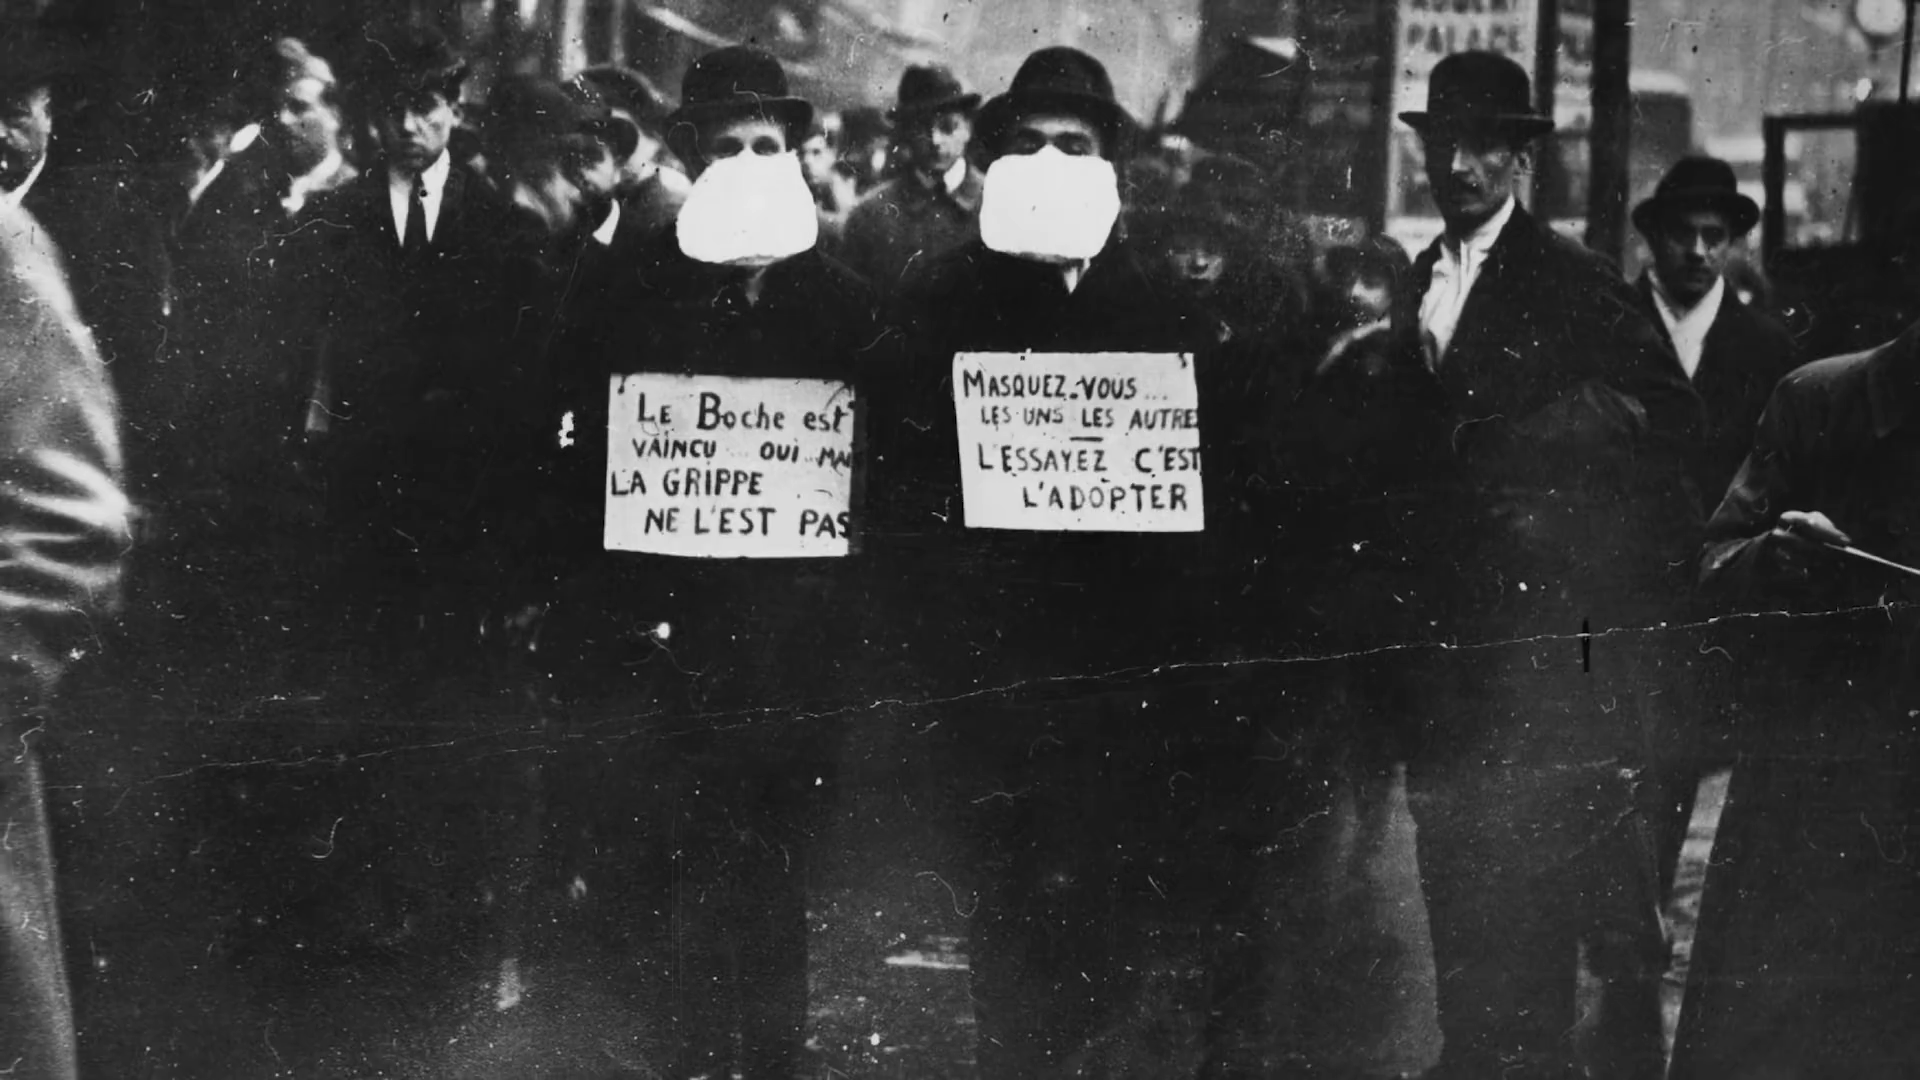 PALACE
LE BOCHE est
VAINCU .. OUI .. MAIS
LA GRIPPE
NE L'EST PAS
MASQUEZ-VOUS ...
LES UNS LES AUTRES
L'ESSAYEZ C'EST
L'ADOPTER